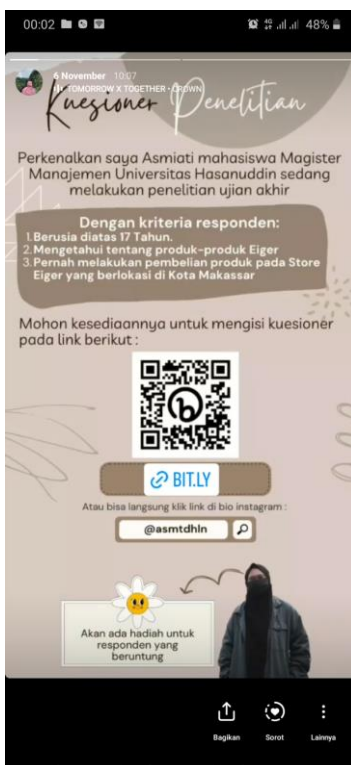 00:02
4G
48%
6 November 10:07
TOMORROW X TOGETHER • CROWN
Kuesioner Penelitian
Perkenalkan saya Asmiati mahasiswa Magister
Manajemen Universitas Hasanuddin sedang
melakukan penelitian ujian akhir
Dengan kriteria responden:
1. Berusia diatas 17 Tahun.
2. Mengetahui tentang produk-produk Eiger
3. Pernah melakukan pembelian produk pada Store
Eiger yang berlokasi di Kota Makassar
Mohon kesediaannya untuk mengisi kuesioner
pada link berikut :
b
BIT.LY
Atau bisa langsung klik link di bio instagram :
@asmtdhln
Akan ada hadiah untuk
responden yang
beruntung
Bagikan
Sorot
Lainnya